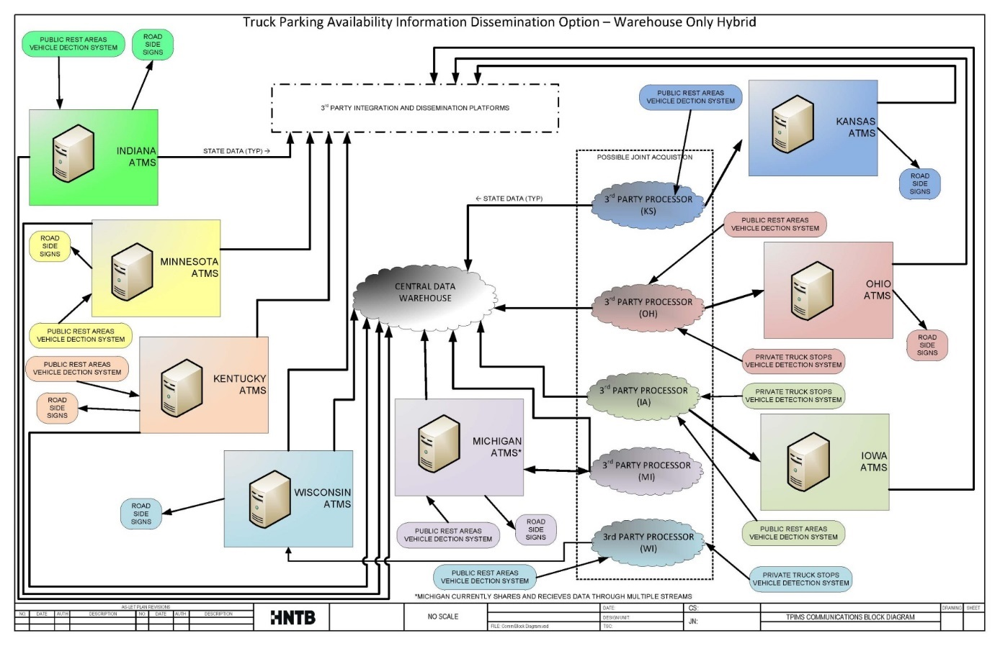 Truck Parking Availability Information Dissemination Option – Warehouse Only Hybrid
PUBLIC REST AREAS
VEHICLE DECTION SYSTEM
ROAD
SIDE
SIGNS
INDIANA
ATMS
STATE DATA (TYP) →
3rd PARTY INTEGRATION AND DISSEMINATION PLATFORMS
PUBLIC REST AREAS
VEHICLE DECTION SYSTEM
KANSAS
ATMS
ROAD
SIDE
SIGNS
POSSIBLE JOINT ACQUISTION
3rd PARTY PROCESSOR
(KS)
← STATE DATA (TYP)
PUBLIC REST AREAS
VEHICLE DECTION SYSTEM
ROAD
SIDE
SIGNS
MINNESOTA
ATMS
PUBLIC REST AREAS
VEHICLE DECTION SYSTEM
CENTRAL DATA
WAREHOUSE
3rd PARTY PROCESSOR
(OH)
OHIO
ATMS
ROAD
SIDE
SIGNS
PRIVATE TRUCK STOPS
VEHICLE DETECTION SYSTEM
PUBLIC REST AREAS
VEHICLE DECTION SYSTEM
KENTUCKY
ATMS
ROAD
SIDE
SIGNS
3rd PARTY PROCESSOR
(IA)
PRIVATE TRUCK STOPS
VEHICLE DETECTION SYSTEM
IOWA
ATMS
MICHIGAN
ATMS*
3rd PARTY PROCESSOR
(MI)
WISCONSIN
ATMS
ROAD
SIDE
SIGNS
PUBLIC REST AREAS
VEHICLE DECTION SYSTEM
ROAD
SIDE
SIGNS
3rd PARTY PROCESSOR
(WI)
PUBLIC REST AREAS
VEHICLE DECTION SYSTEM
PUBLIC REST AREAS
VEHICLE DECTION SYSTEM
PRIVATE TRUCK STOPS
VEHICLE DETECTION SYSTEM
*MICHIGAN CURRENTLY SHARES AND RECIEVES DATA THROUGH MULTIPLE STREAMS
AS-LET PLAN REVISIONS
NO. DATE AUTH DESCRIPTION NO. DATE AUTH DESCRIPTION
HNTB
NO SCALE
FILE: Comm Block Diagram.vsd
DATE:
DESIGN UNIT:
TSC:
CS:
JN:
TPIMS COMMUNICATIONS BLOCK DIAGRAM
DRAWING SHEET